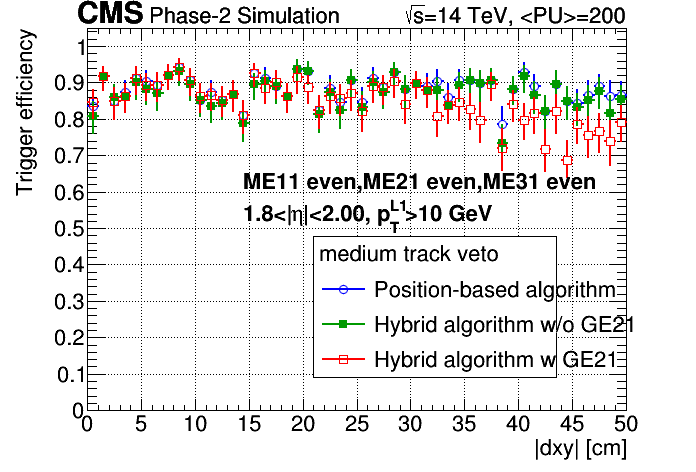 CMS Phase-2 Simulation √s=14 TeV, <PU>=200
Trigger efficiency
1
0.9
0.8
0.7
0.6
0.5
0.4
0.3
0.2
0.1
0
ME11 even,ME21 even,ME31 even
1.8<|η|<2.00, p_T^L1>10 GeV
medium track veto
Position-based algorithm
Hybrid algorithm w/o GE21
Hybrid algorithm w GE21
0 5 10 15 20 25 30 35 40 45 50
|dxy| [cm]